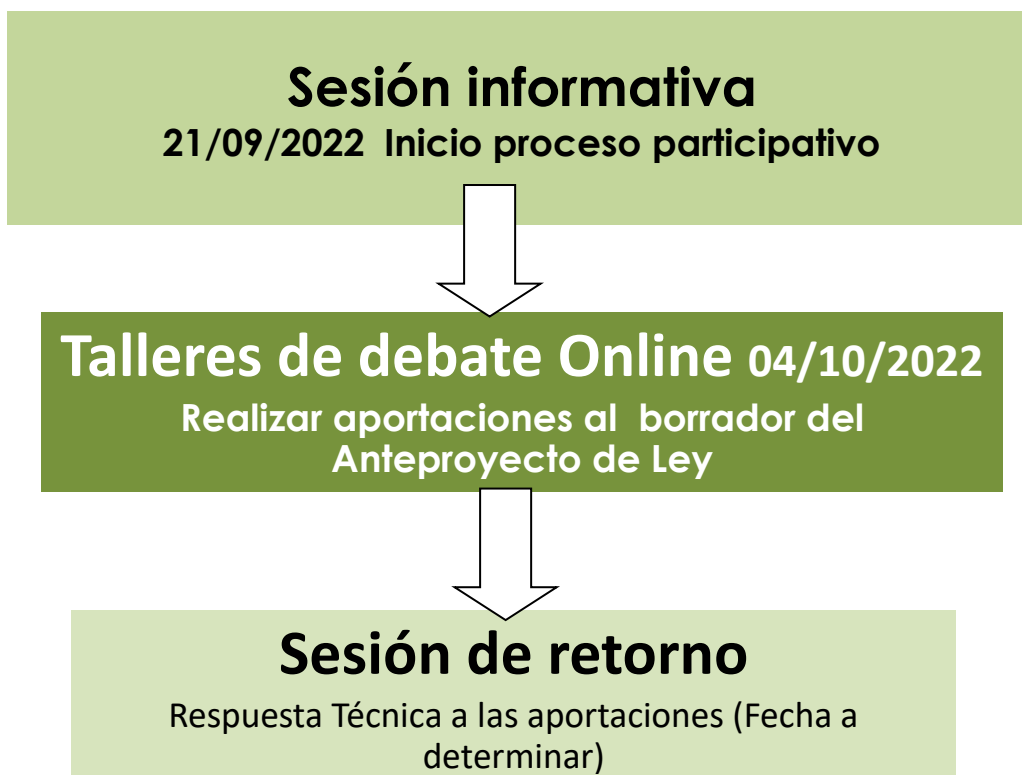 Sesión informativa
21/09/2022 Inicio proceso participativo
Talleres de debate Online 04/10/2022
Realizar aportaciones al borrador del
Anteproyecto de Ley
Sesión de retorno
Respuesta Técnica a las aportaciones (Fecha a
determinar)